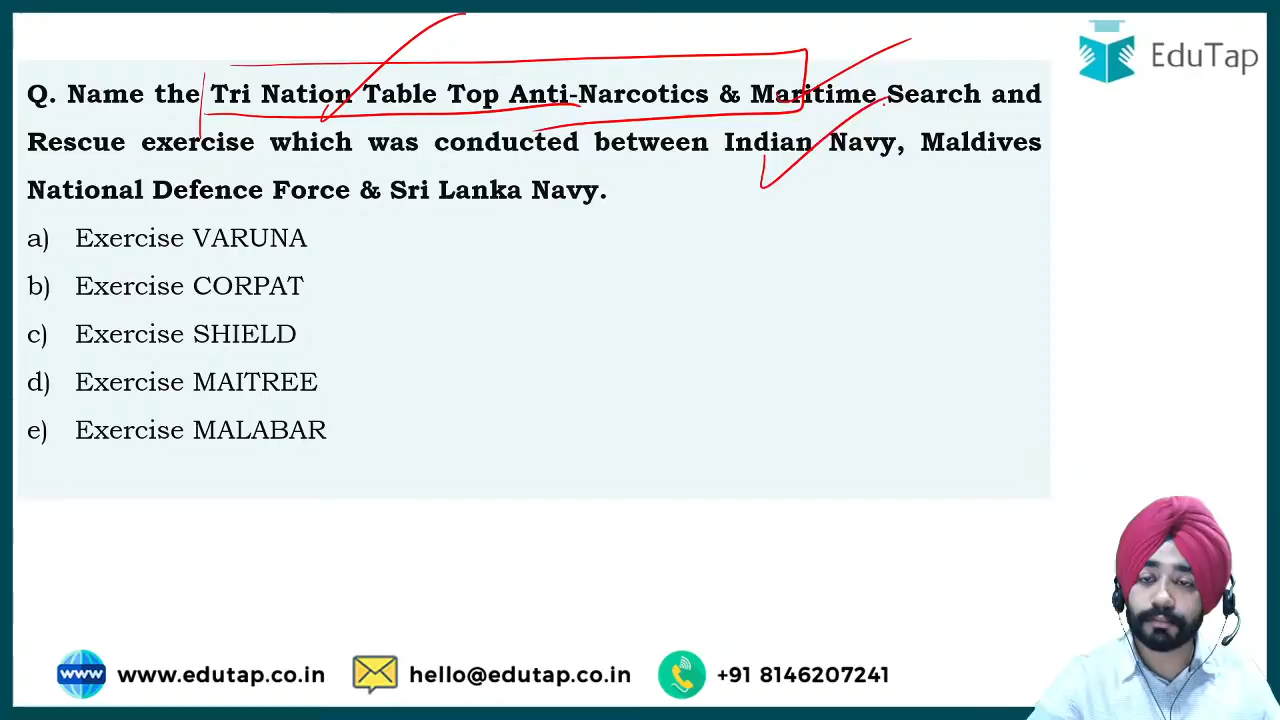 EduTap
Q. Name the Tri Nation Table Top Anti-Narcotics & Maritime Search and
Rescue exercise which was conducted between Indian Navy, Maldives
National Defence Force & Sri Lanka Navy.
a) Exercise VARUNA
b) Exercise CORPAT
c) Exercise SHIELD
d) Exercise MAITREE
e) Exercise MALABAR
www www.edutap.co.in hello@edutap.co.in +91 8146207241